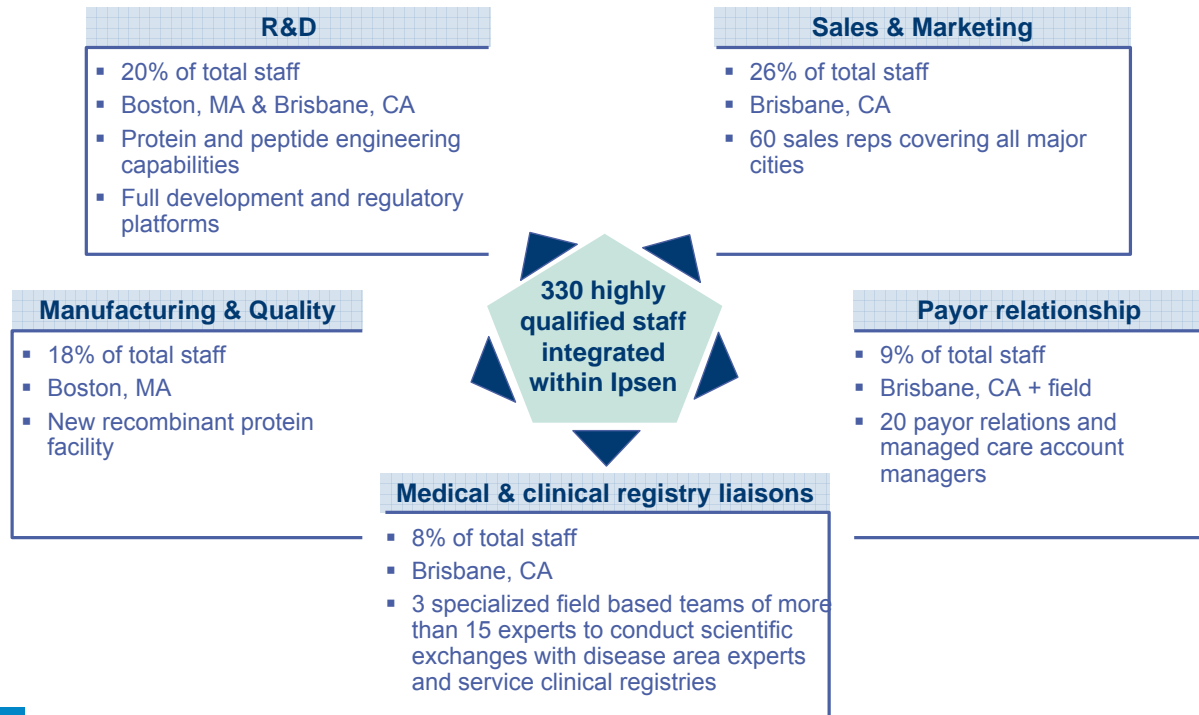 R&D
▪ 20% of total staff
▪ Boston, MA & Brisbane, CA
▪ Protein and peptide engineering
capabilities
▪ Full development and regulatory
platforms
Sales & Marketing
▪ 26% of total staff
▪ Brisbane, CA
▪ 60 sales reps covering all major
cities
330 highly
qualified staff
integrated
within Ipsen
Manufacturing & Quality
▪ 18% of total staff
▪ Boston, MA
▪ New recombinant protein
facility
Payor relationship
▪ 9% of total staff
▪ Brisbane, CA + field
▪ 20 payor relations and
managed care account
managers
Medical & clinical registry liaisons
▪ 8% of total staff
▪ Brisbane, CA
▪ 3 specialized field based teams of more
than 15 experts to conduct scientific
exchanges with disease area experts
and service clinical registries